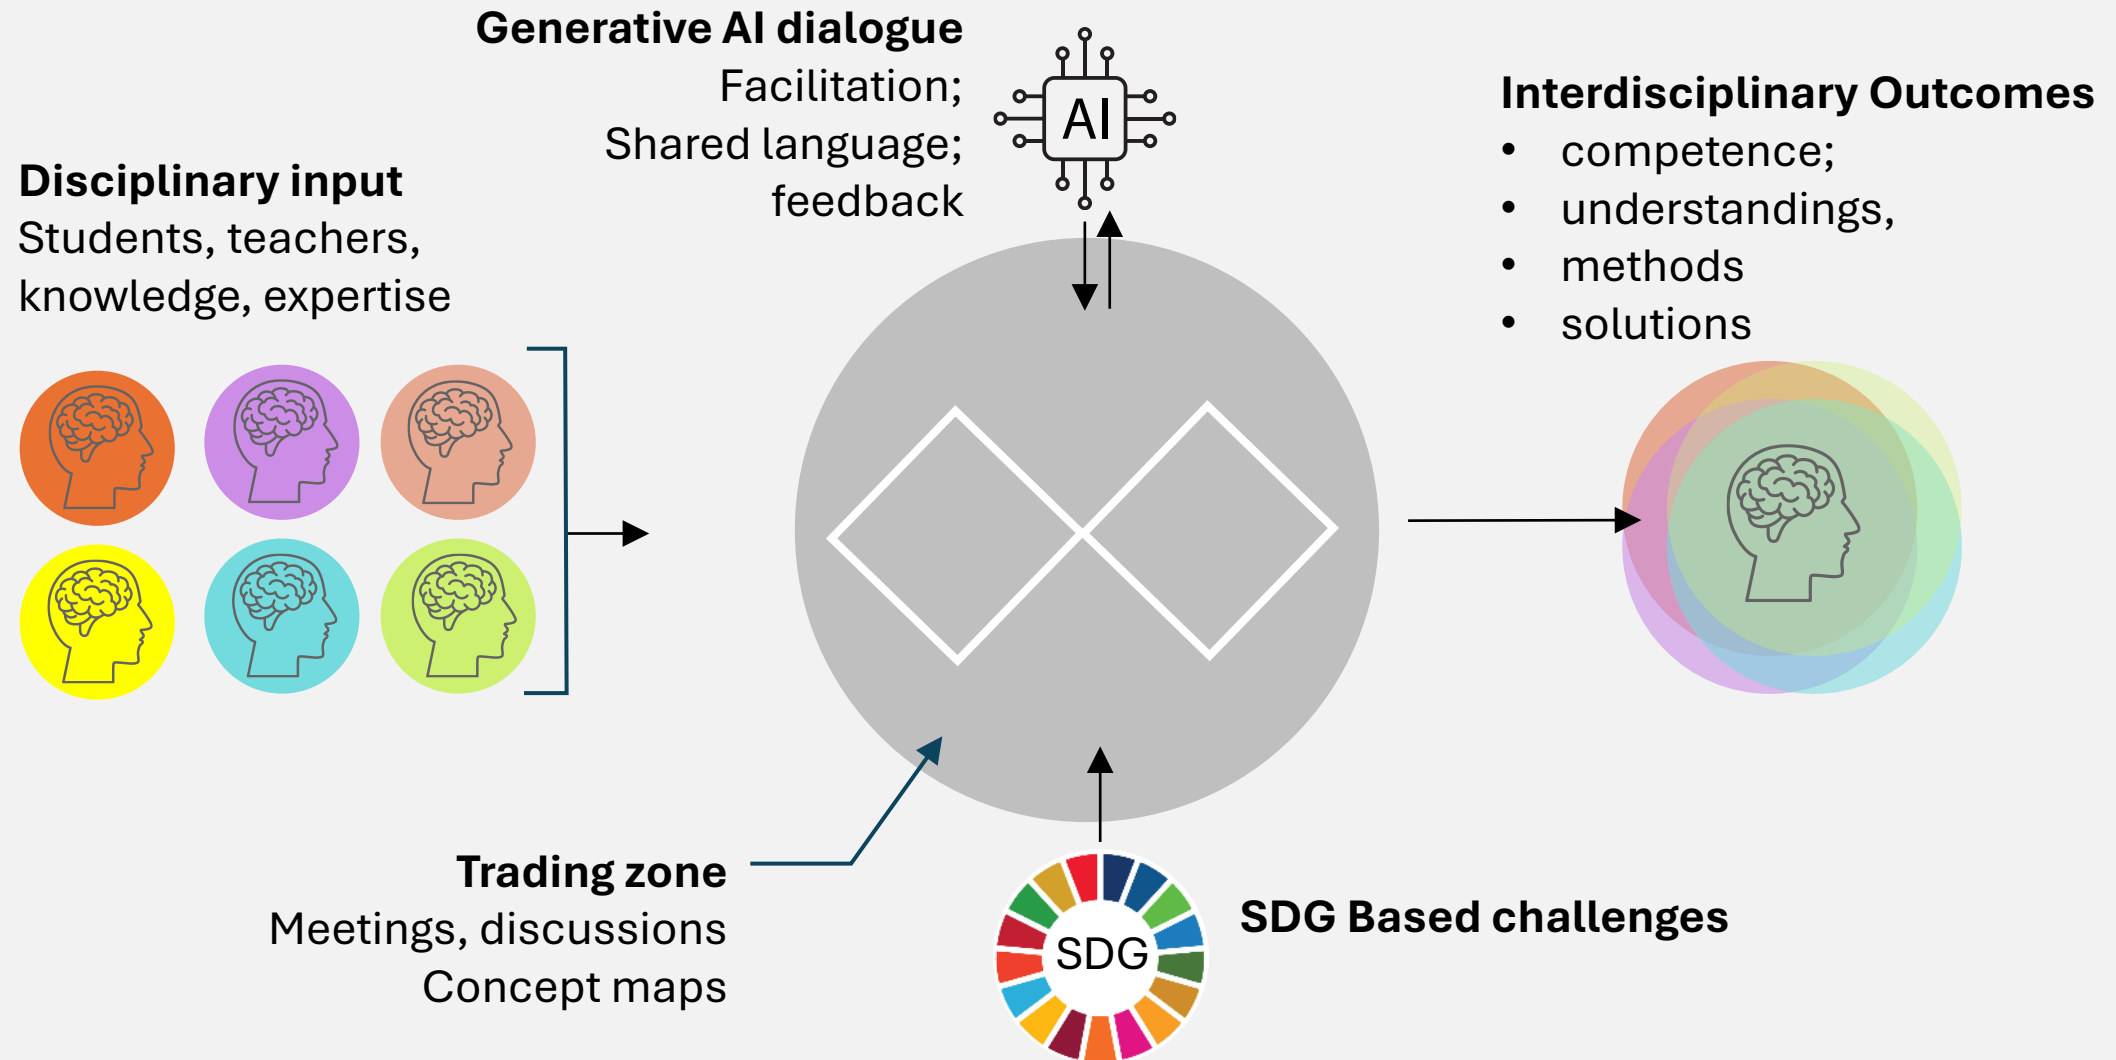 Generative AI dialogue
Facilitation;
Shared language;
feedback
AI
Interdisciplinary Outcomes
• competence;
• understandings,
• methods
• solutions
Disciplinary input
Students, teachers,
knowledge, expertise
Trading zone
Meetings, discussions
Concept maps
SDG
SDG Based challenges